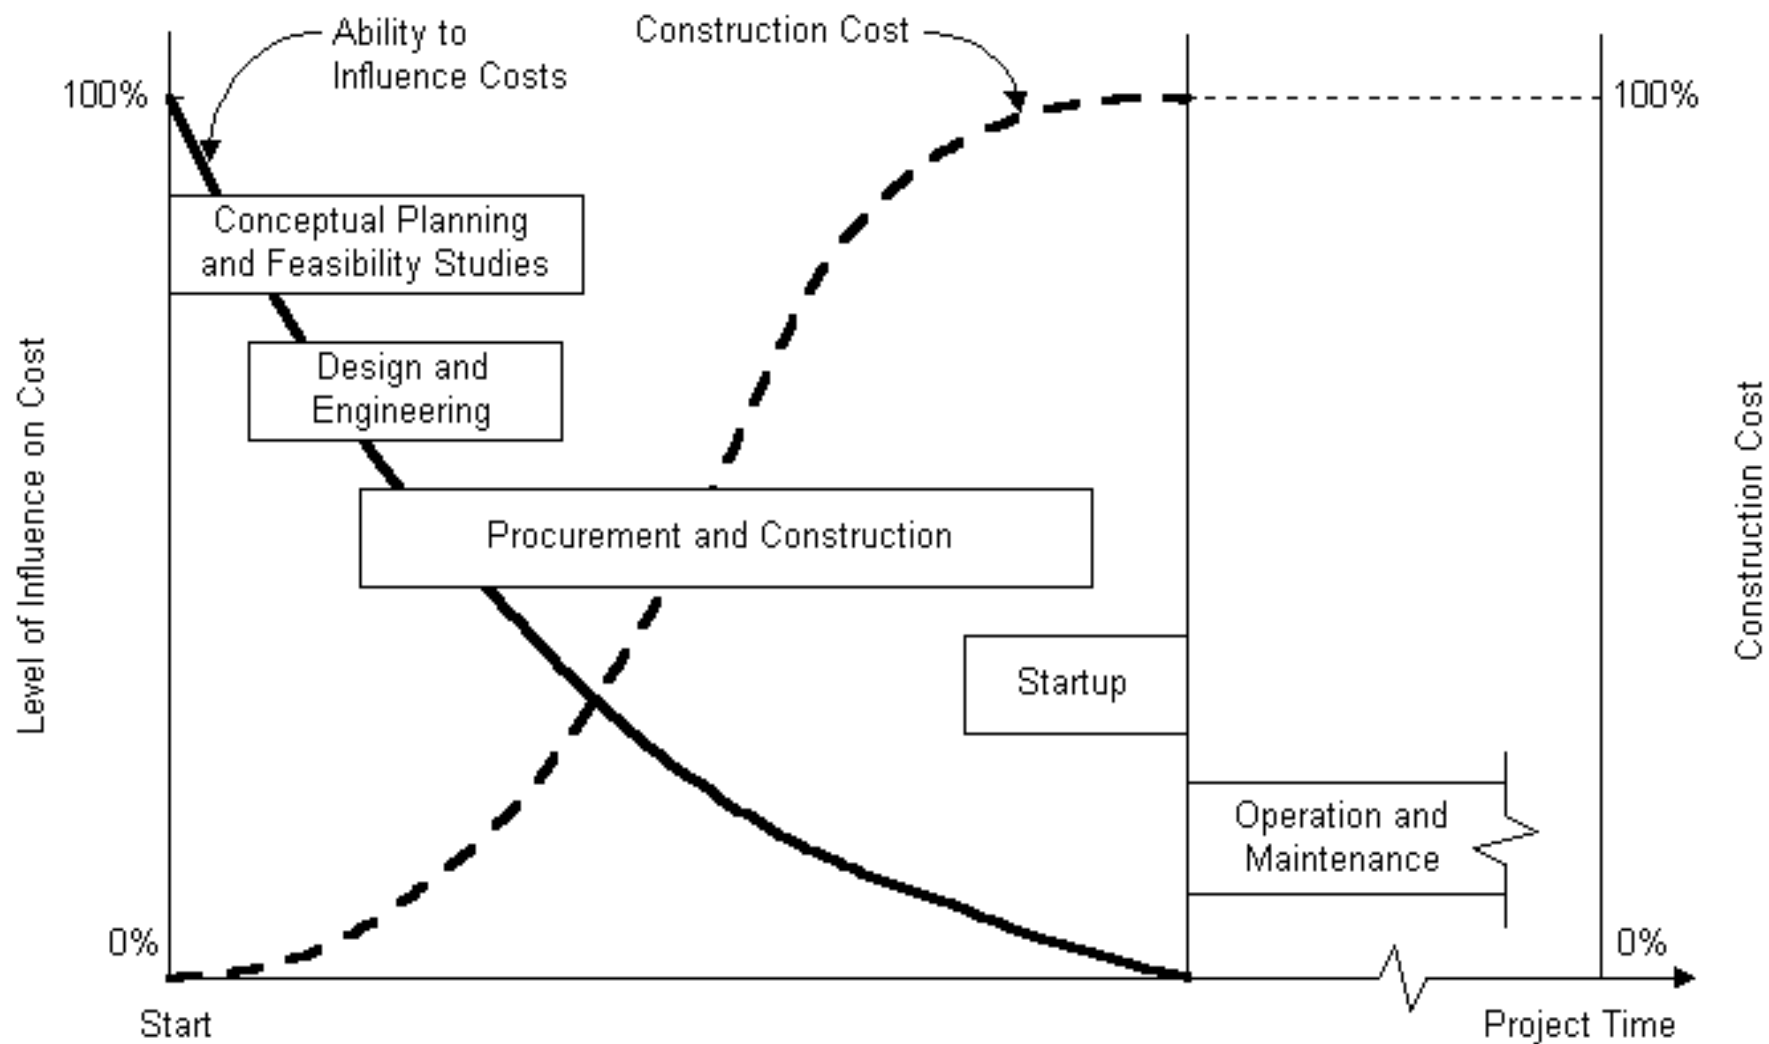 Ability to
Influence Costs
Construction Cost
100%
100%
Conceptual Planning
and Feasibility Studies
Design and
Engineering
Level of Influence on Cost
Construction Cost
Procurement and Construction
Startup
Operation and
Maintenance
0%
0%
Start
Project Time